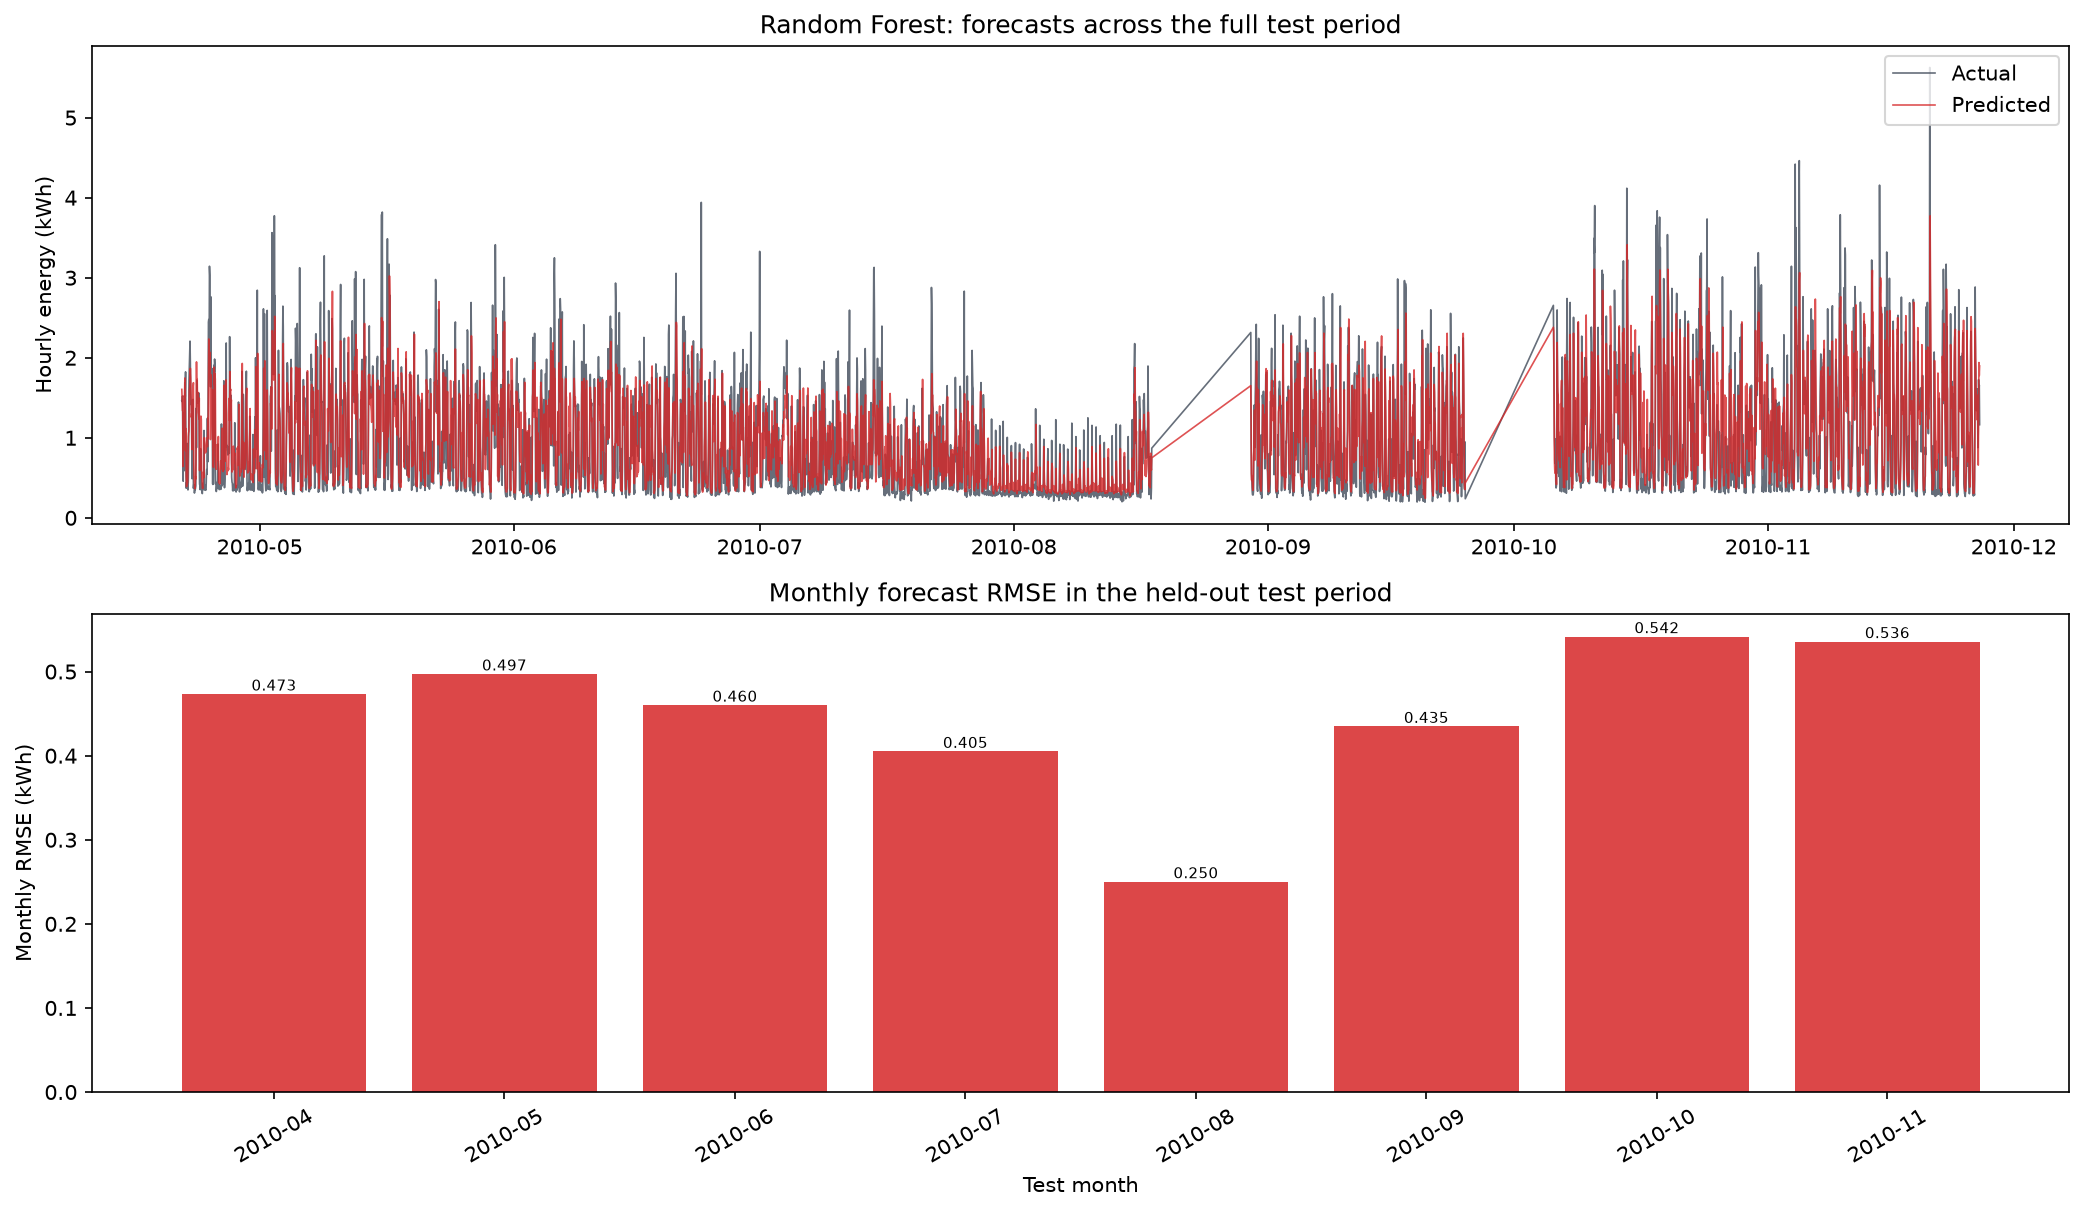 Random Forest: forecasts across the full test period
Actual
Predicted
Hourly energy (kWh)
5
4
3
2
1
0
2010-05 2010-06 2010-07 2010-08 2010-09 2010-10 2010-11 2010-12
Monthly forecast RMSE in the held-out test period
Monthly RMSE (kWh)
0.5
0.4
0.3
0.2
0.1
0.0
0.473 0.497 0.460 0.405 0.250 0.435 0.542 0.536
2010-04 2010-05 2010-06 2010-07 2010-08 2010-09 2010-10 2010-11
Test month